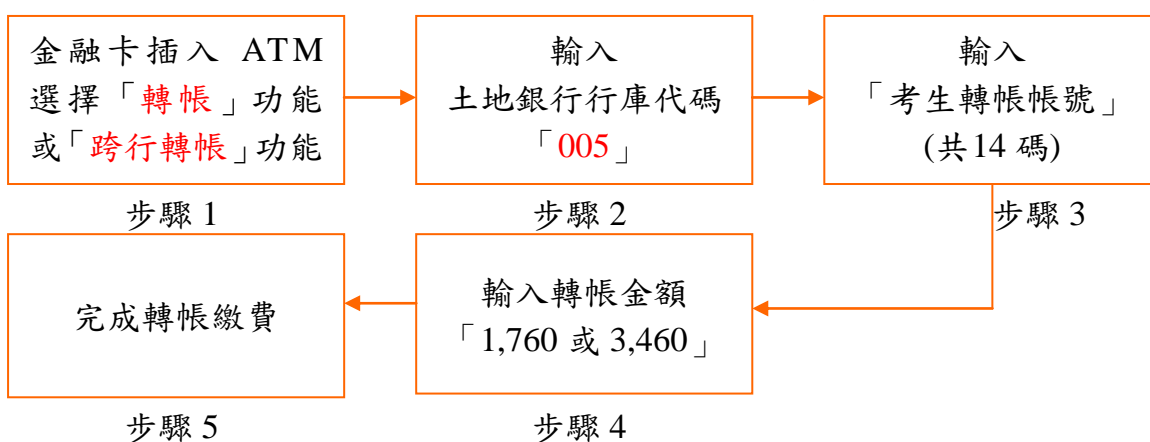 金融卡插入 ATM
選擇「轉帳」功能
或「跨行轉帳」功能
步驟 1
輸入
土地銀行行庫代碼
「005」
步驟 2
輸入
「考生轉帳帳號」
(共14 碼)
步驟 3
輸入轉帳金額
「1,760 或 3,460」
步驟 4
完成轉帳繳費
步驟 5